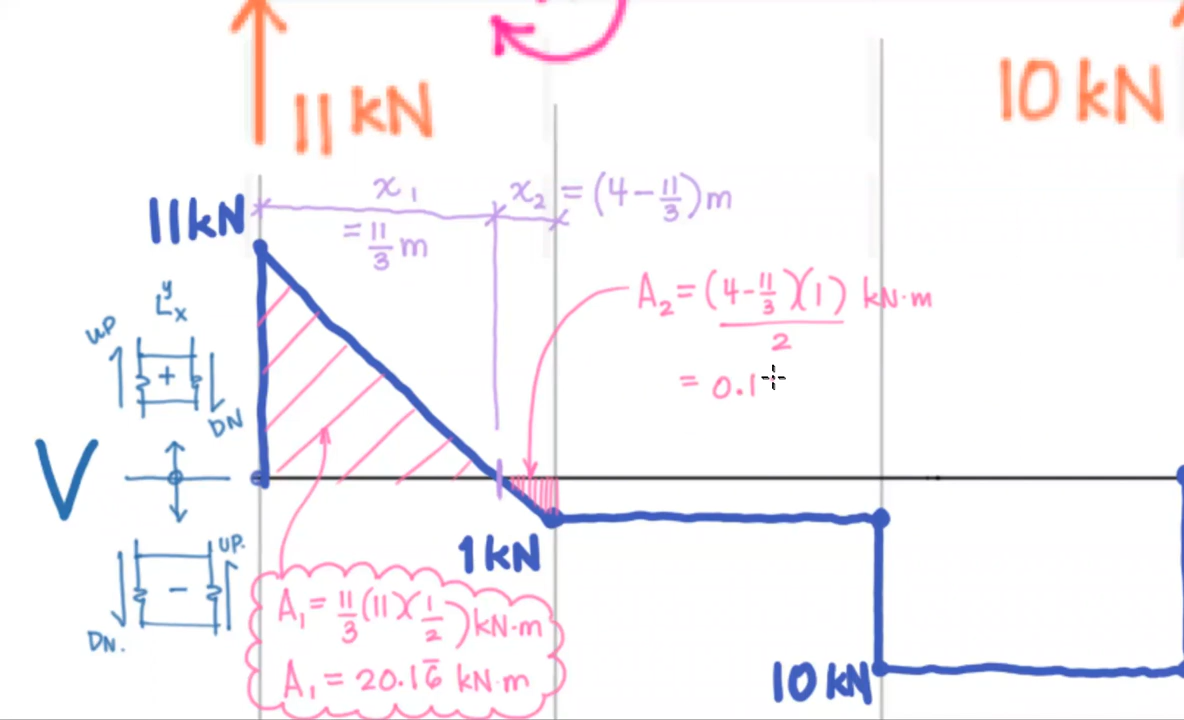 11 kN
10 kN
x₁
x₂ = (4 - 11/3) m
= 11/3 m
11 kN
y
x
UP
+
DN
A₂ = (4 - 11/3)(1) kN·m
2
= 0.1
V
1 kN
UP.
-
DN.
A₁ = 11/3 (11)(1/2) kN·m
A₁ = 20.16̅ kN·m
10 kN